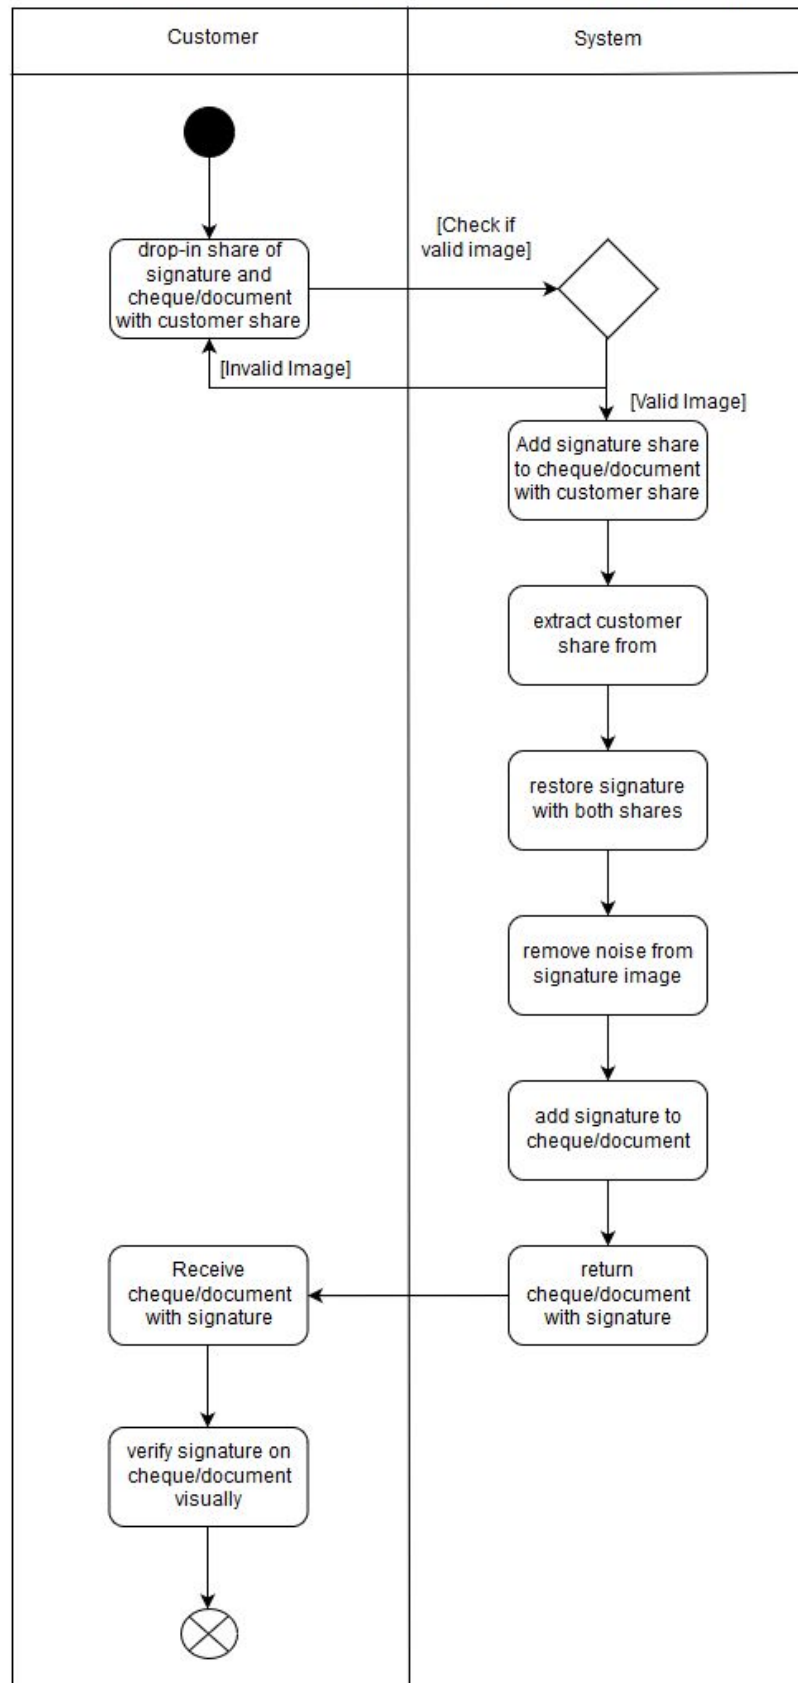 Customer
System
drop-in share of
signature and
cheque/document
with customer share
[Check if
valid image]
[Invalid Image]
[Valid Image]
Add signature share
to cheque/document
with customer share
extract customer
share from
restore signature
with both shares
remove noise from
signature image
add signature to
cheque/document
return
cheque/document
with signature
Receive
cheque/document
with signature
verify signature on
cheque/document
visually